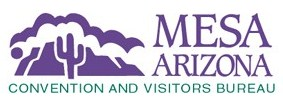 MESA
ARIZONA
CONVENTION AND VISITORS BUREAU